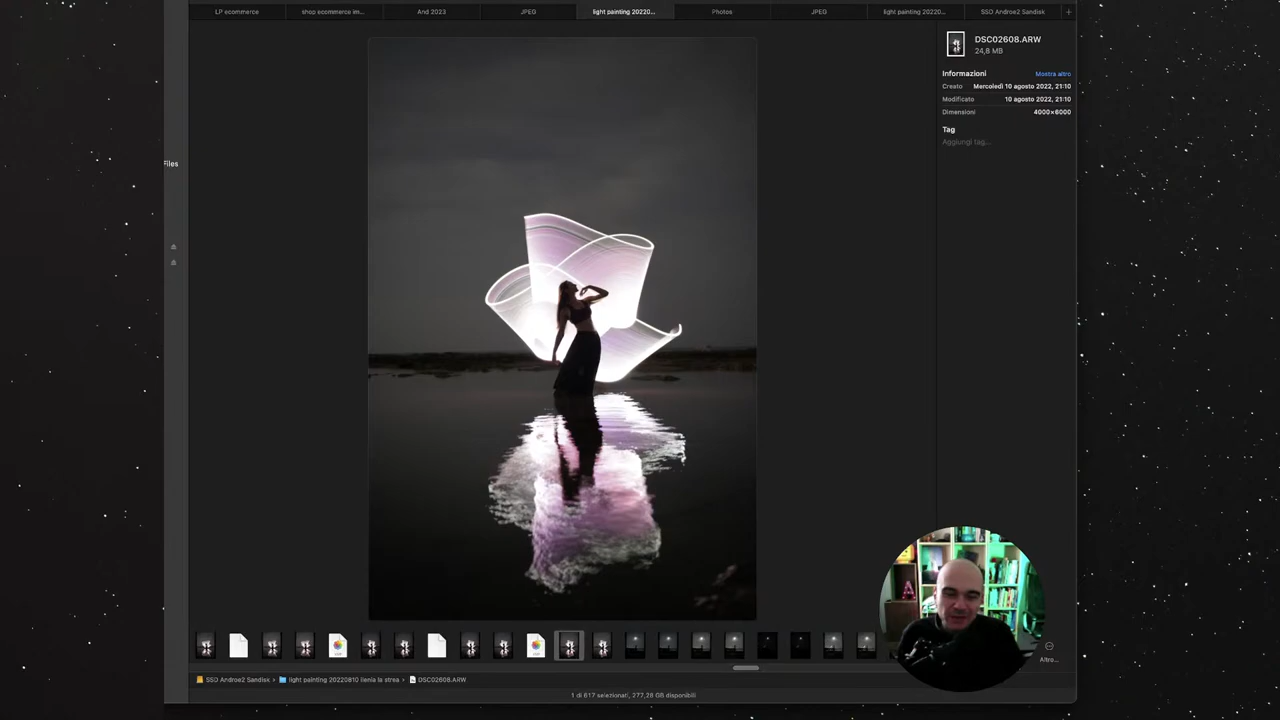 LP ecommerce
shop ecommerce im...
And 2023
JPEG
light painting 20220...
Photos
JPEG
light painting 20220...
SSO Androe2 Sandisk
DSC02608.ARW
24,8 MB
Informazioni
Mostra altro
Creato Mercoledì 10 agosto 2022, 21:10
Modificato 10 agosto 2022, 21:10
Dimensioni 4000×6000
Tag
Aggiungi tag...
Files
Altro...
SSO Androe2 Sandisk › light painting 20220810 lienia la strea › DSC02608.ARW
1 di 617 selezionati, 277,28 GB disponibili